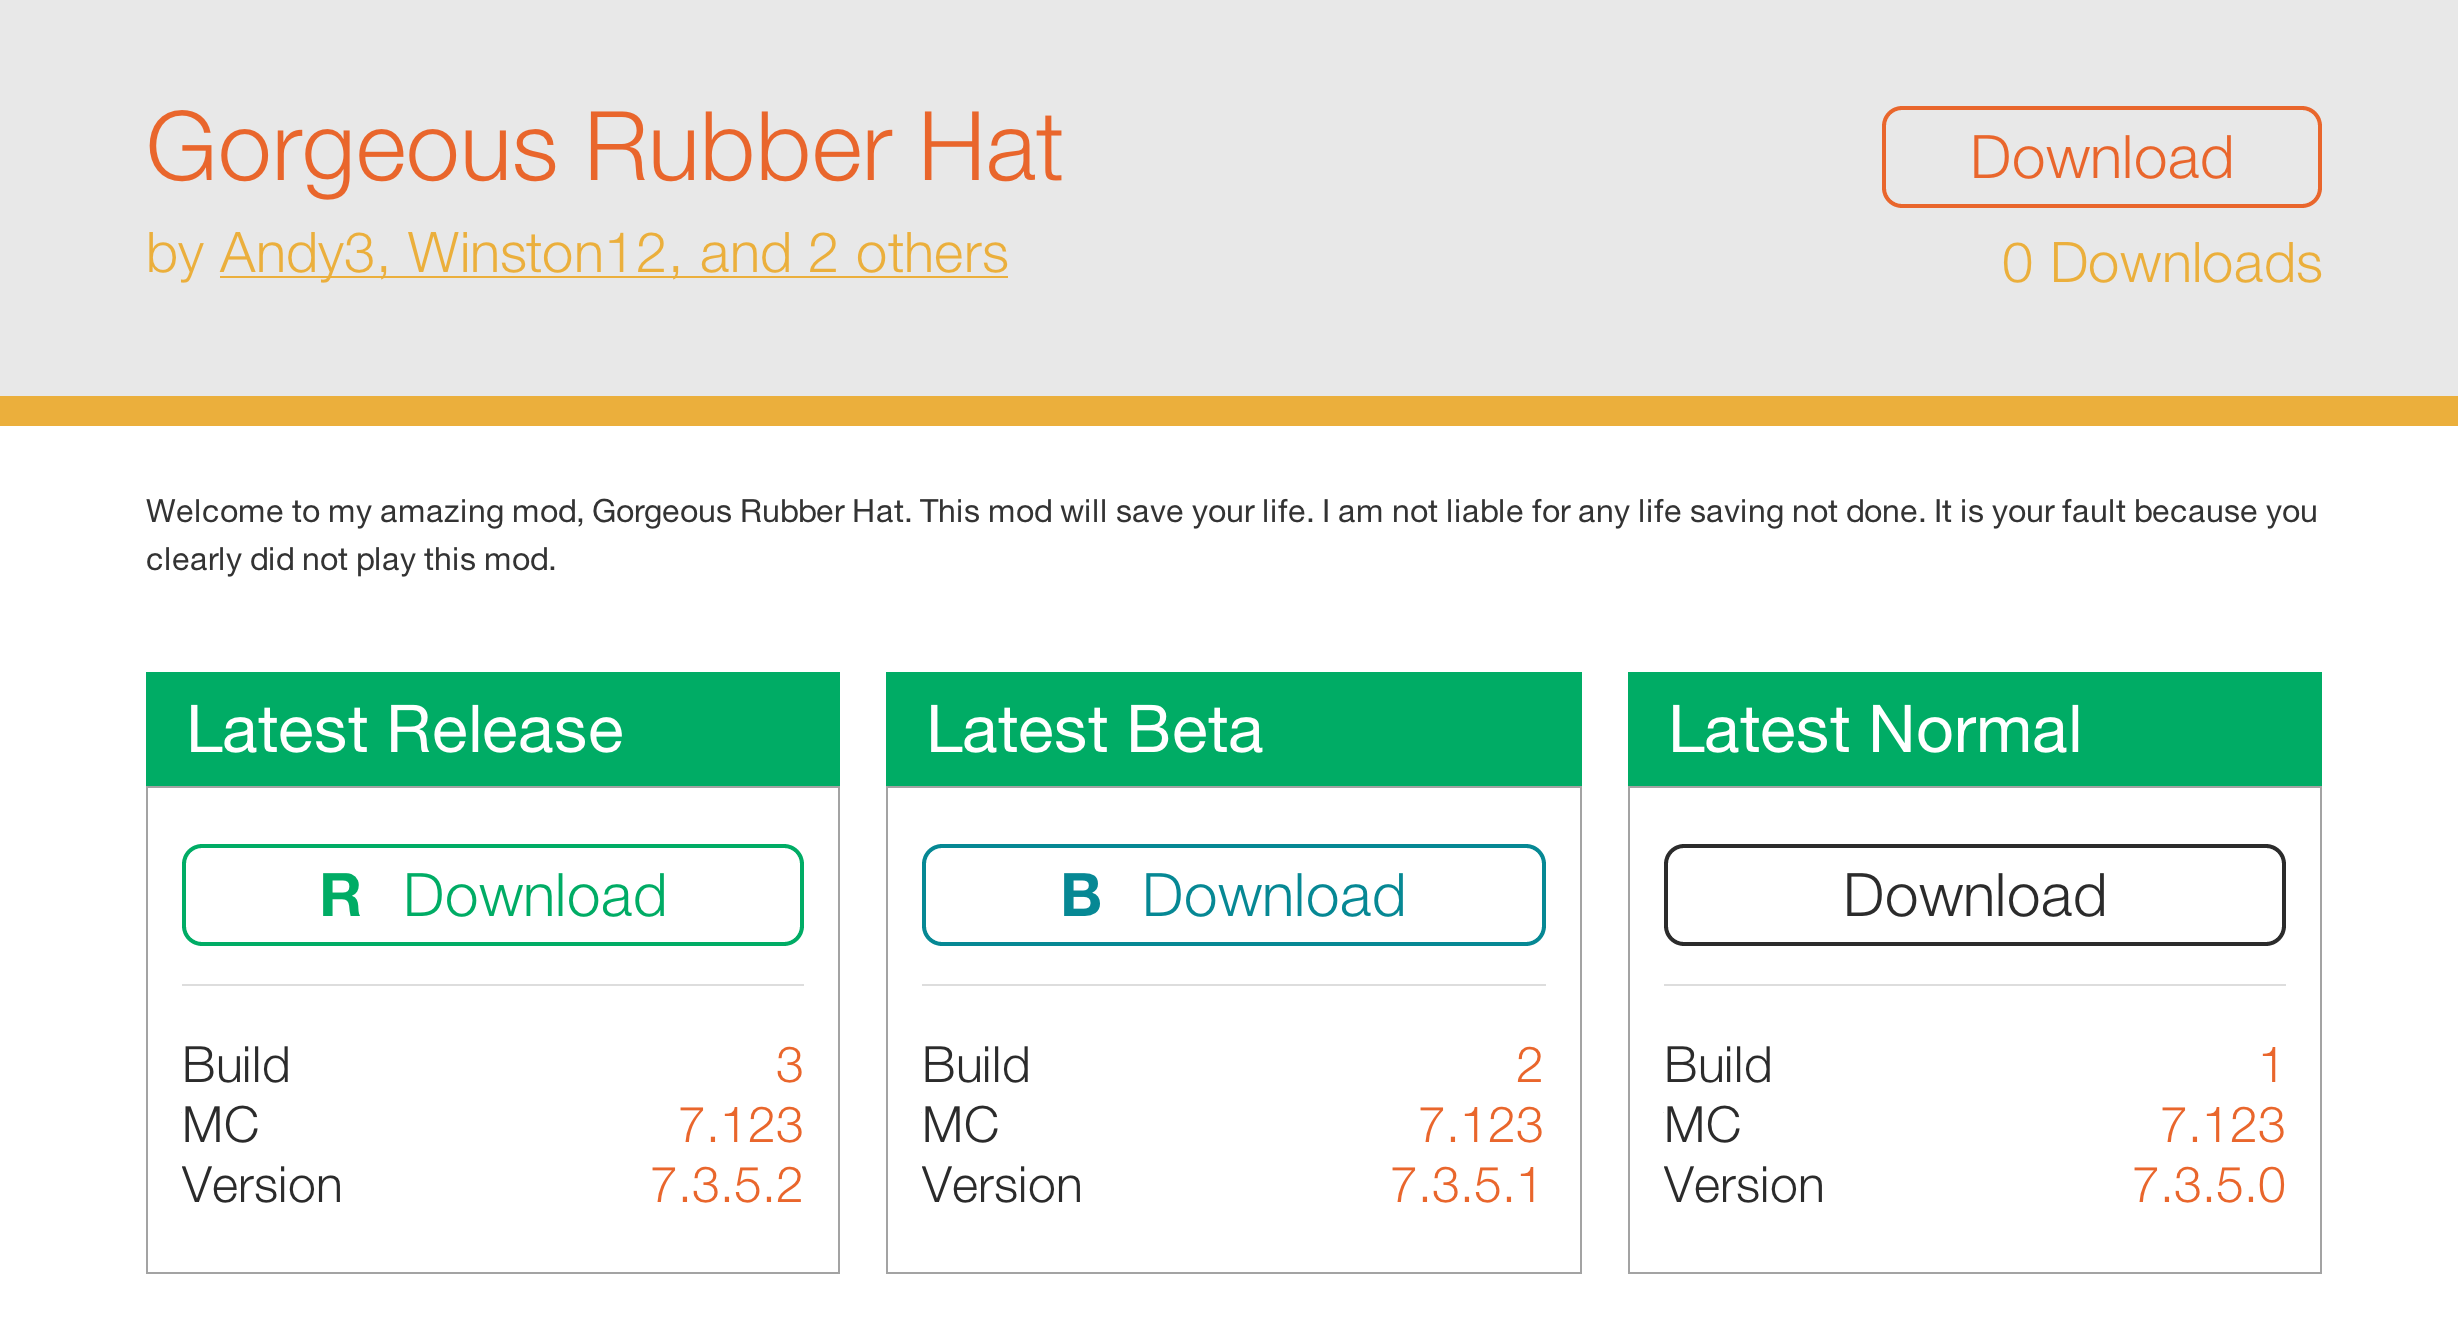 Gorgeous Rubber Hat
by Andy3, Winston12, and 2 others
Download
0 Downloads
Welcome to my amazing mod, Gorgeous Rubber Hat. This mod will save your life. I am not liable for any life saving not done. It is your fault because you
clearly did not play this mod.
Latest Release
R Download
Build 3
MC 7.123
Version 7.3.5.2
Latest Beta
B Download
Build 2
MC 7.123
Version 7.3.5.1
Latest Normal
Download
Build 1
MC 7.123
Version 7.3.5.0